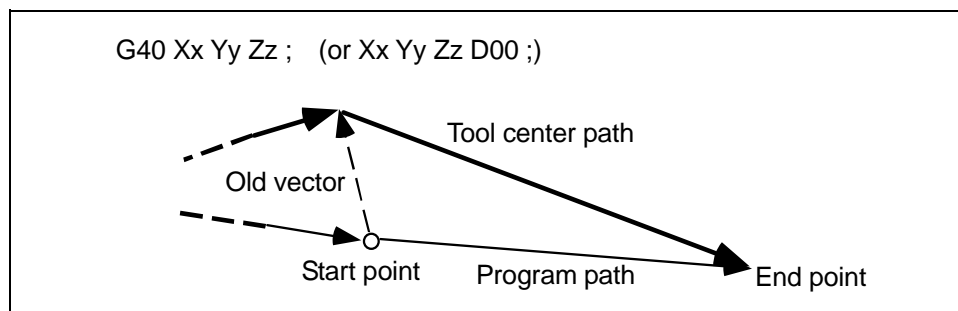 G40 Xx Yy Zz ; (or Xx Yy Zz D00 ;)
Tool center path
Old vector
Start point
Program path
End point